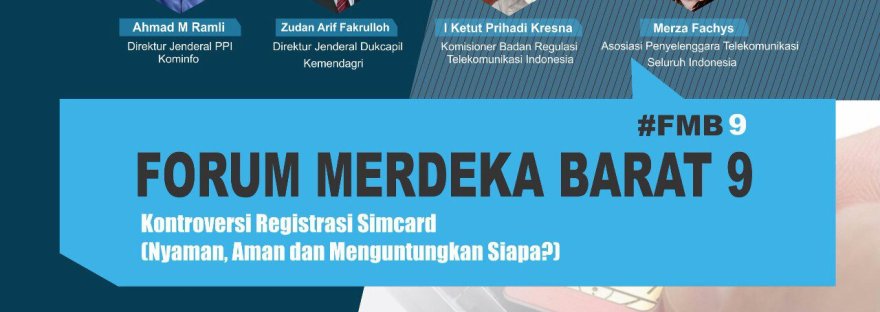 Ahmad M Ramli
Direktur Jenderal PPI
Kominfo
Zudan Arif Fakrulloh
Direktur Jenderal Dukcapil
Kemendagri
I Ketut Prihadi Kresna
Komisioner Badan Regulasi
Telekomunikasi Indonesia
Merza Fachys
Asosiasi Penyelenggara Telekomunikasi
Seluruh Indonesia
#FMB 9
FORUM MERDEKA BARAT 9
Kontroversi Registrasi Simcard
(Nyaman, Aman dan Menguntungkan Siapa?)